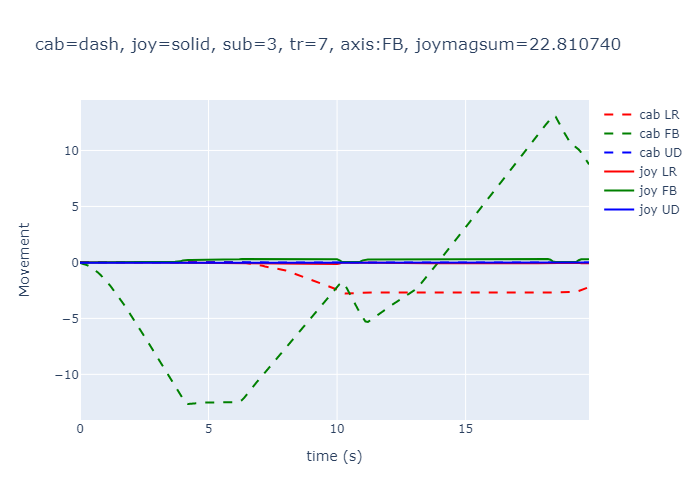 cab=dash, joy=solid, sub=3, tr=7, axis:FB, joymagsum=22.810740
cab LR
cab FB
cab UD
joy LR
joy FB
joy UD
Movement
10
5
0
−5
−10
0
5
10
15
time (s)